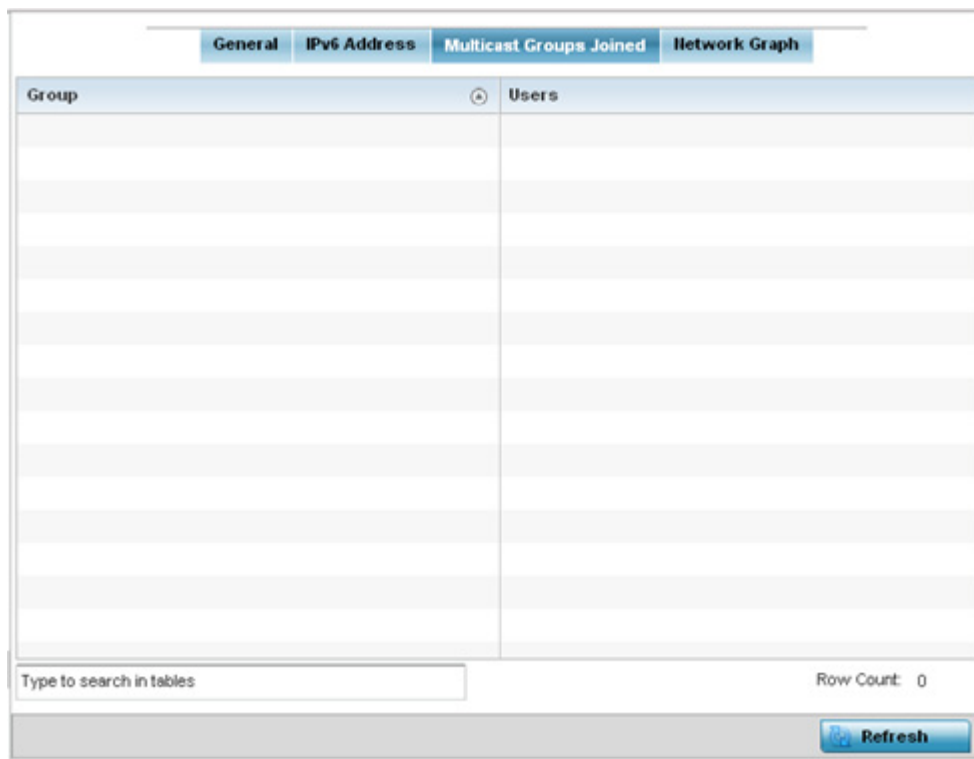 General IPv6 Address Multicast Groups Joined Network Graph
Group Users
Type to search in tables Row Count: 0
Refresh